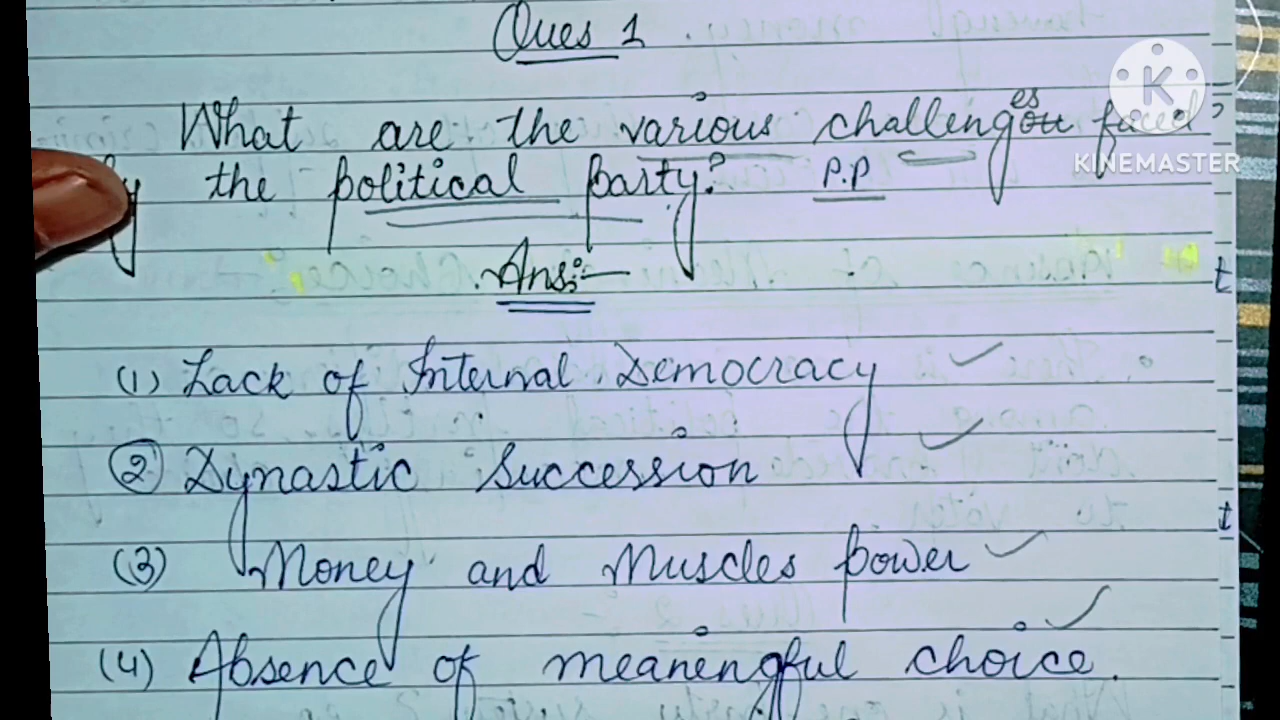 Ques 1
What are the various challenges faced
by the political party? P.P
Ans:-
(1) Lack of Internal Democracy
(2) Dynastic Succession
(3) Money and Muscles power
(4) Absence of meaningful choice.
K
KINEMASTER
t
t